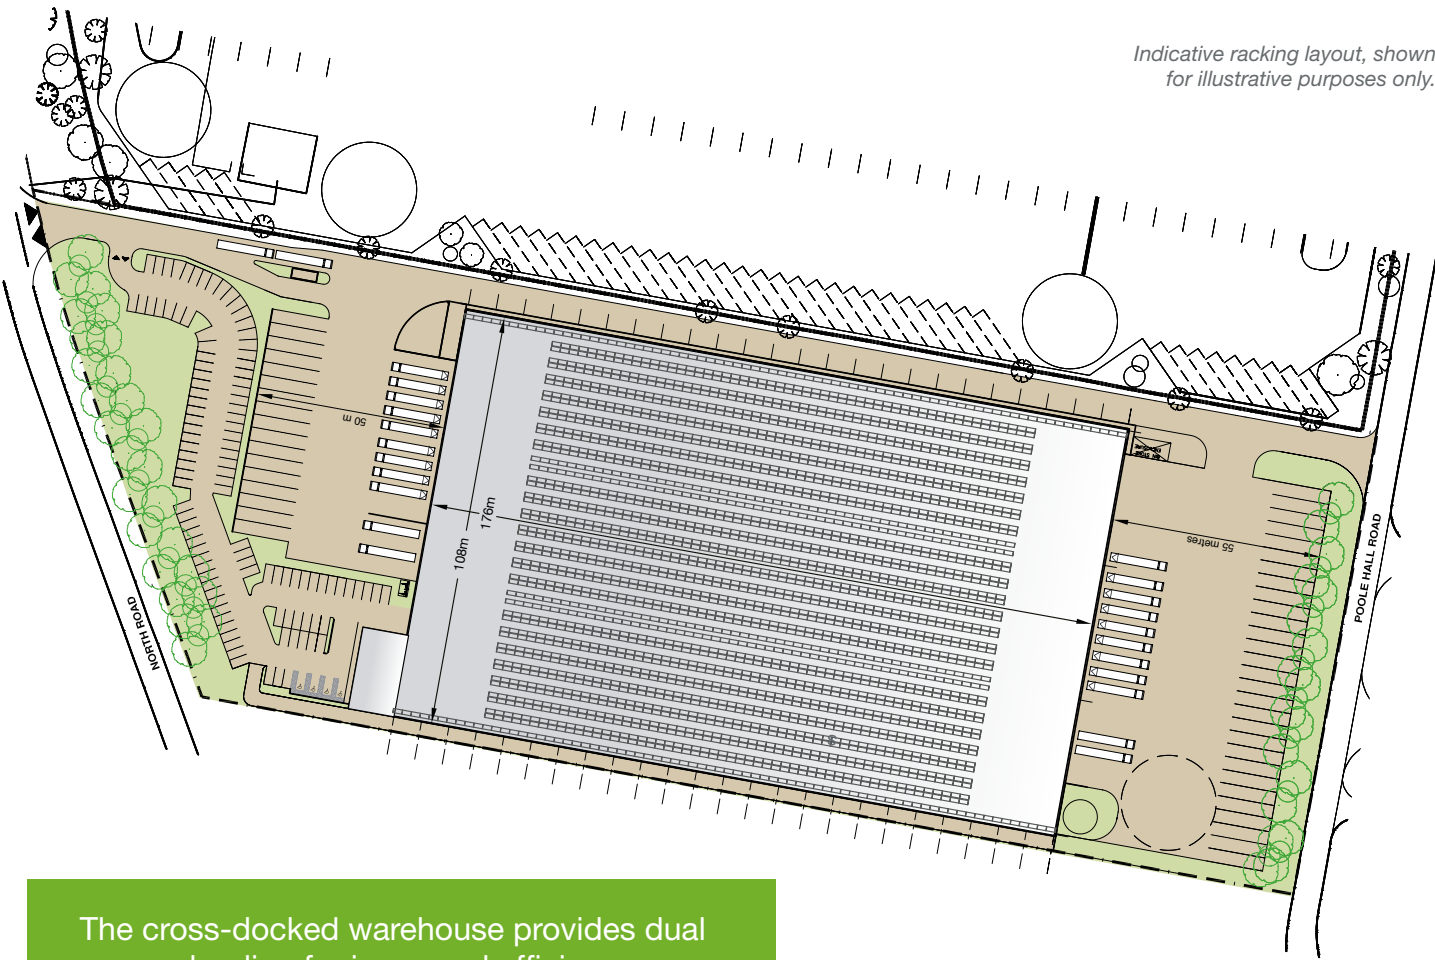 Indicative racking layout, shown
for illustrative purposes only.
50 m
176m
108m
55 metres
NORTH ROAD
POOLE HALL ROAD
The cross-docked warehouse provides dual